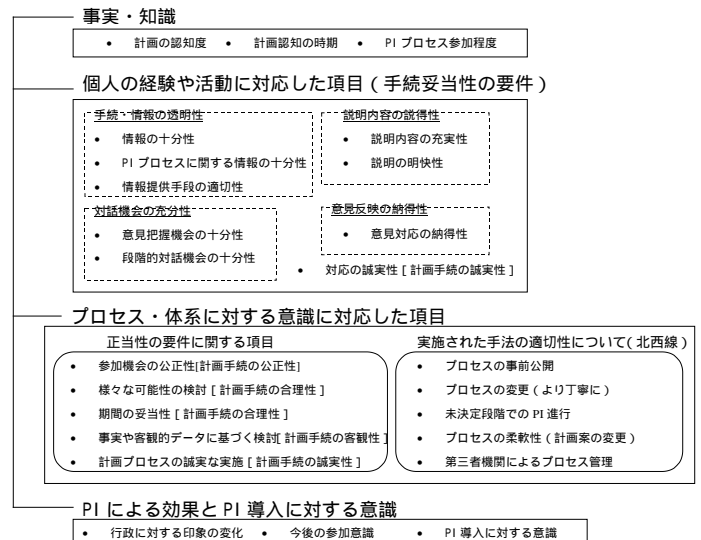 事実・知識
• 計画の認知度 • 計画認知の時期 • PI プロセス参加程度
個人の経験や活動に対応した項目（手続妥当性の要件）
手続・情報の透明性
• 情報の十分性
• PI プロセスに関する情報の十分性
• 情報提供手段の適切性
説明内容の説得性
• 説明内容の充実性
• 説明の明快性
対話機会の充分性
• 意見把握機会の十分性
• 段階的対話機会の十分性
意見反映の納得性
• 意見対応の納得性
• 対応の誠実性［計画手続の誠実性］
プロセス・体系に対する意識に対応した項目
正当性の要件に関する項目
• 参加機会の公正性[計画手続の公正性]
• 様々な可能性の検討［計画手続の合理性］
• 期間の妥当性［計画手続の合理性］
• 事実や客観的データに基づく検討[計画手続の客観性］
• 計画プロセスの誠実な実施［計画手続の誠実性］
実施された手法の適切性について(北西線）
• プロセスの事前公開
• プロセスの変更（より丁寧に）
• 未決定段階での PI 進行
• プロセスの柔軟性（計画案の変更）
• 第三者機関によるプロセス管理
PI による効果と PI 導入に対する意識
• 行政に対する印象の変化 • 今後の参加意識 • PI 導入に対する意識